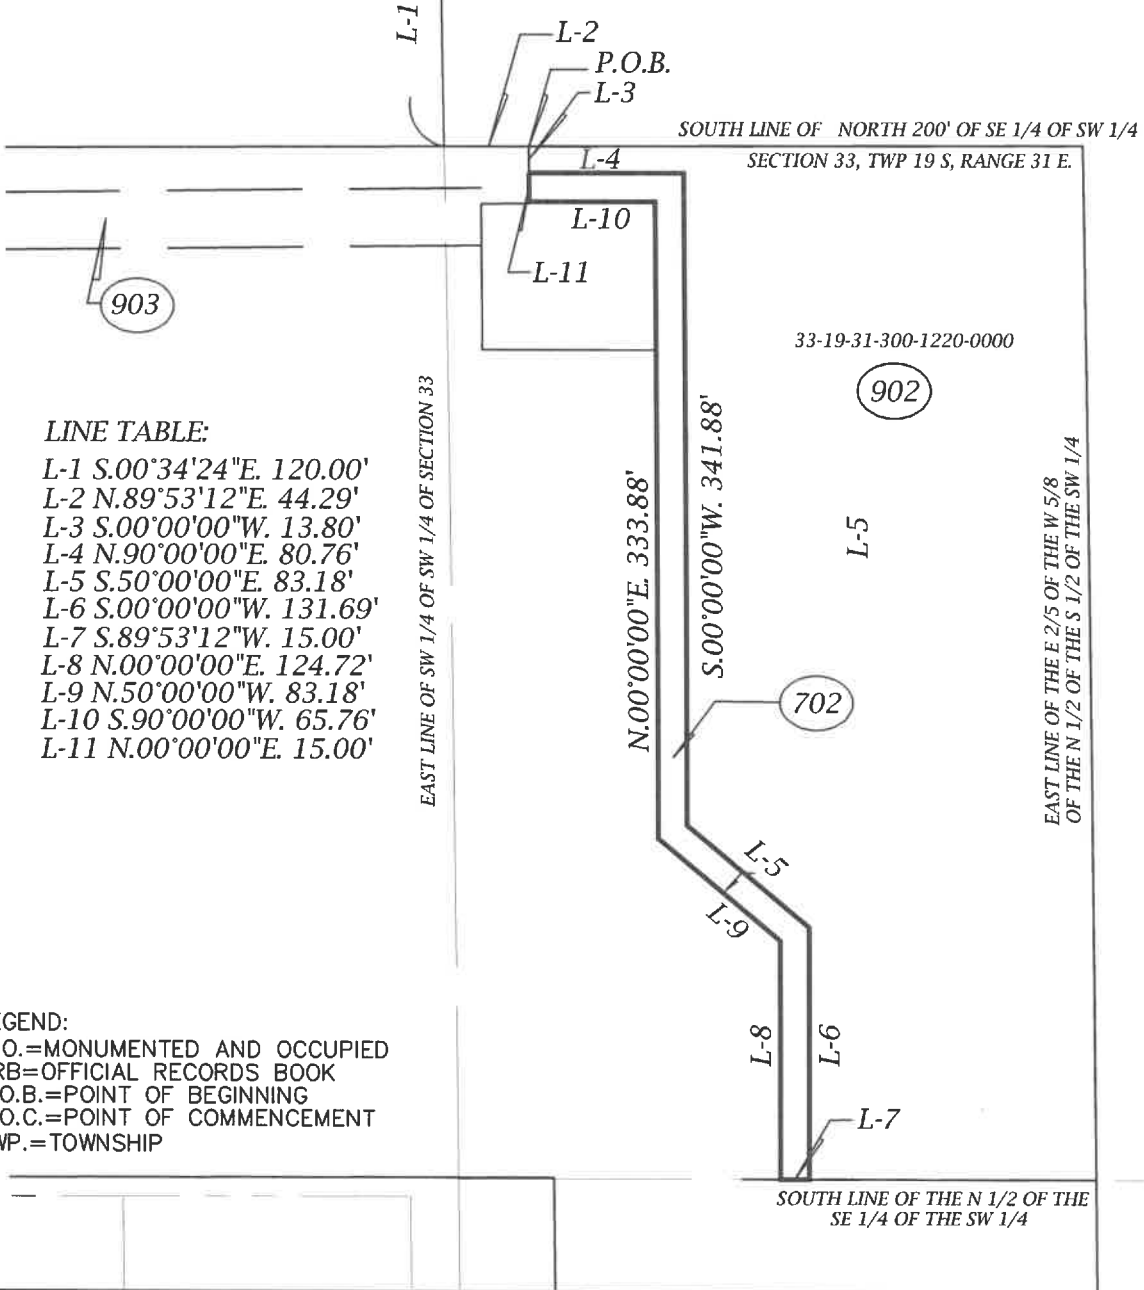 L-1
L-2
P.O.B.
L-3
SOUTH LINE OF NORTH 200' OF SE 1/4 OF SW 1/4
SECTION 33, TWP 19 S, RANGE 31 E.
L-4
L-10
L-11
903
33-19-31-300-1220-0000
902
EAST LINE OF SW 1/4 OF SW 1/4 OF SECTION 33
LINE TABLE:
L-1 S.00°34'24"E. 120.00'
L-2 N.89°53'12"E. 44.29'
L-3 S.00°00'00"W. 13.80'
L-4 N.90°00'00"E. 80.76'
L-5 S.50°00'00"E. 83.18'
L-6 S.00°00'00"W. 131.69'
L-7 S.89°53'12"W. 15.00'
L-8 N.00°00'00"E. 124.72'
L-9 N.50°00'00"W. 83.18'
L-10 S.90°00'00"W. 65.76'
L-11 N.00°00'00"E. 15.00'
N.00°00'00"E. 333.88'
S.00°00'00"W. 341.88'
L-5
EAST LINE OF THE E 2/5 OF THE W 5/8
OF THE N 1/2 OF THE S 1/2 OF THE SW 1/4
702
L-5
L-9
L-8
L-6
L-7
EGEND:
O.=MONUMENTED AND OCCUPIED
RB=OFFICIAL RECORDS BOOK
O.B.=POINT OF BEGINNING
O.C.=POINT OF COMMENCEMENT
WP.=TOWNSHIP
SOUTH LINE OF THE N 1/2 OF THE
SE 1/4 OF THE SW 1/4